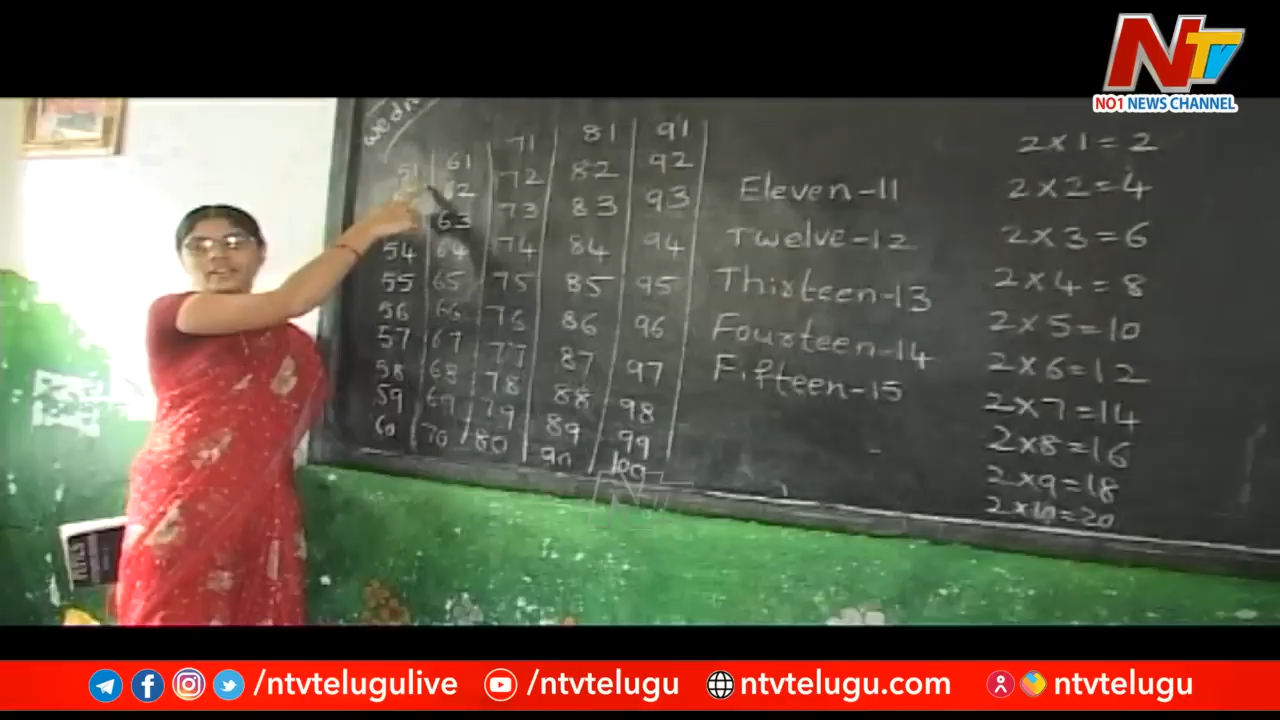 NTV
NO1 NEWS CHANNEL
51 61 71 81 91
62 72 82 92
63 73 83 93
54 64 74 84 94
55 65 75 85 95
56 66 76 86 96
57 67 77 87 97
58 68 78 88 98
59 69 79 89 99
60 70 80 90 100
Eleven-11
Twelve-12
Thirteen-13
Fourteen-14
Fifteen-15
2×1=2
2×2=4
2×3=6
2×4=8
2×5=10
2×6=12
2×7=14
2×8=16
2×9=18
2×10=20
/ntvtelugulive /ntvtelugu ntvtelugu.com ntvtelugu